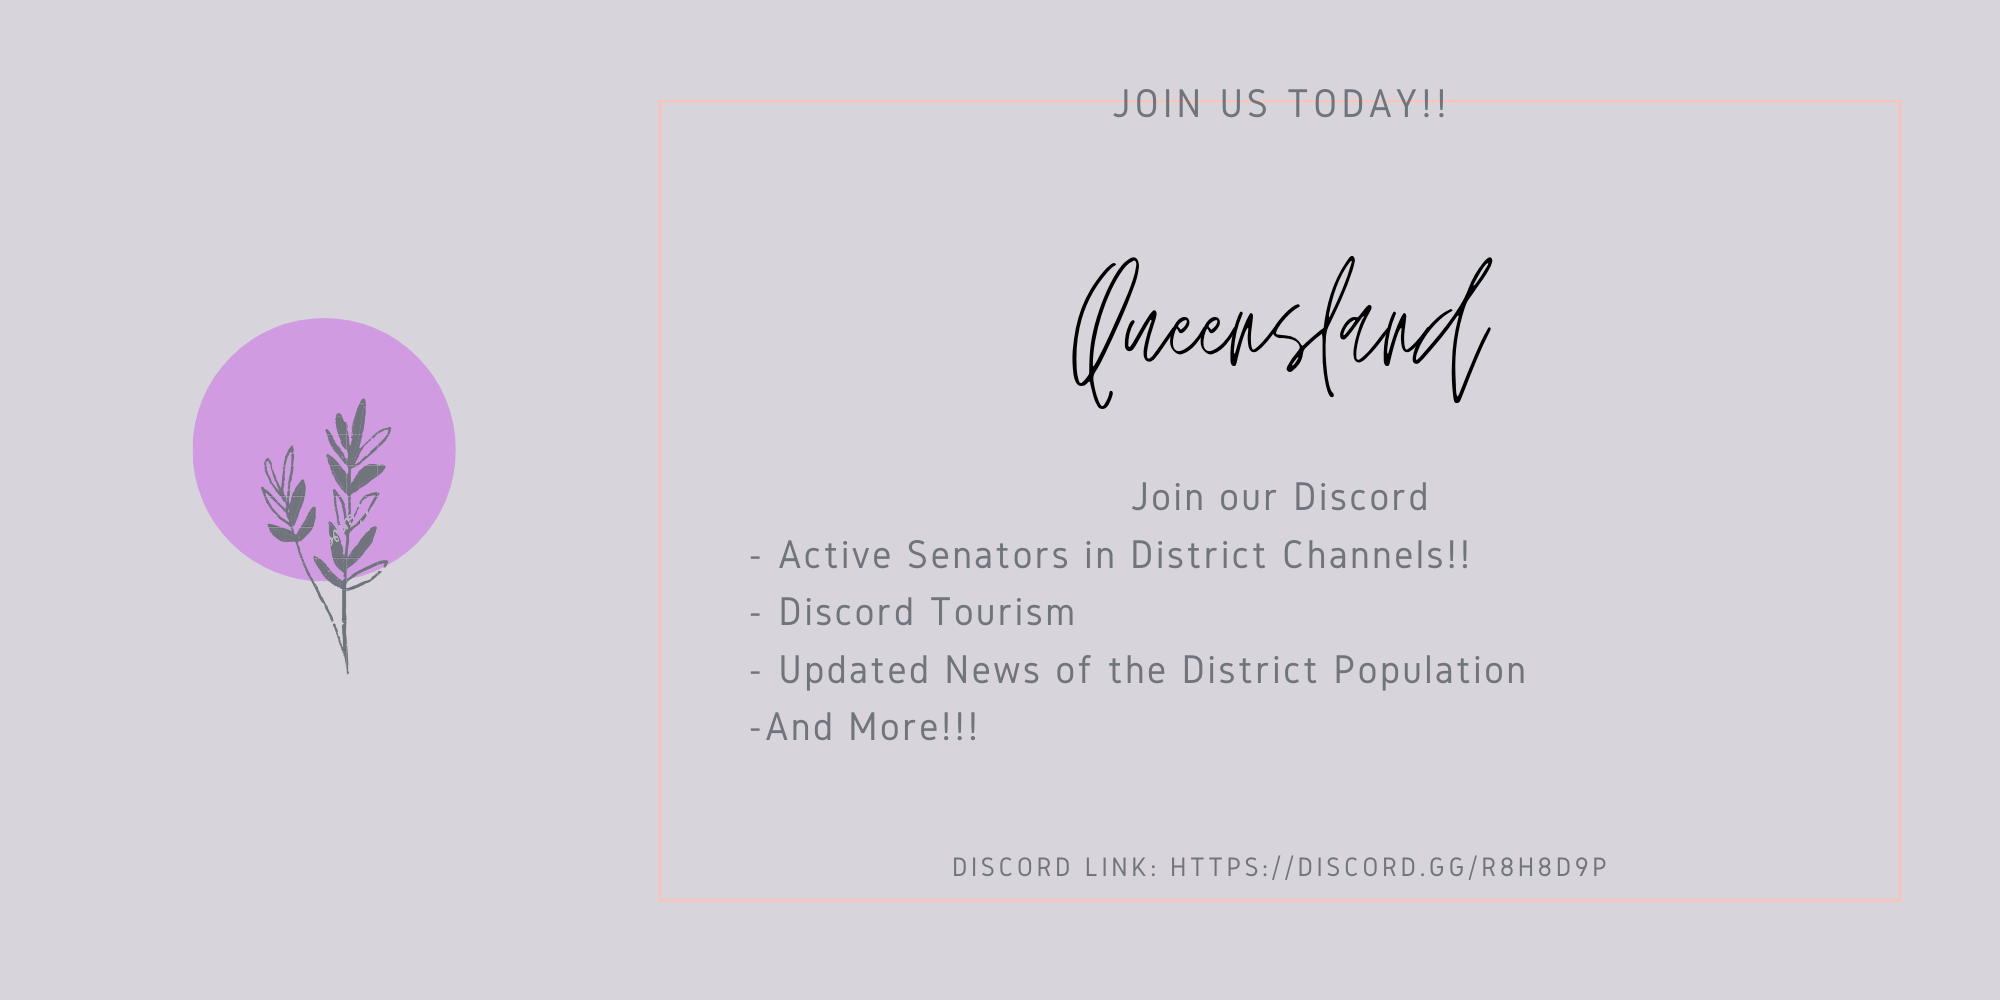 JOIN US TODAY!!
Queensland
Join our Discord
- Active Senators in District Channels!!
- Discord Tourism
- Updated News of the District Population
-And More!!!
DISCORD LINK: HTTPS://DISCORD.GG/R8H8D9P